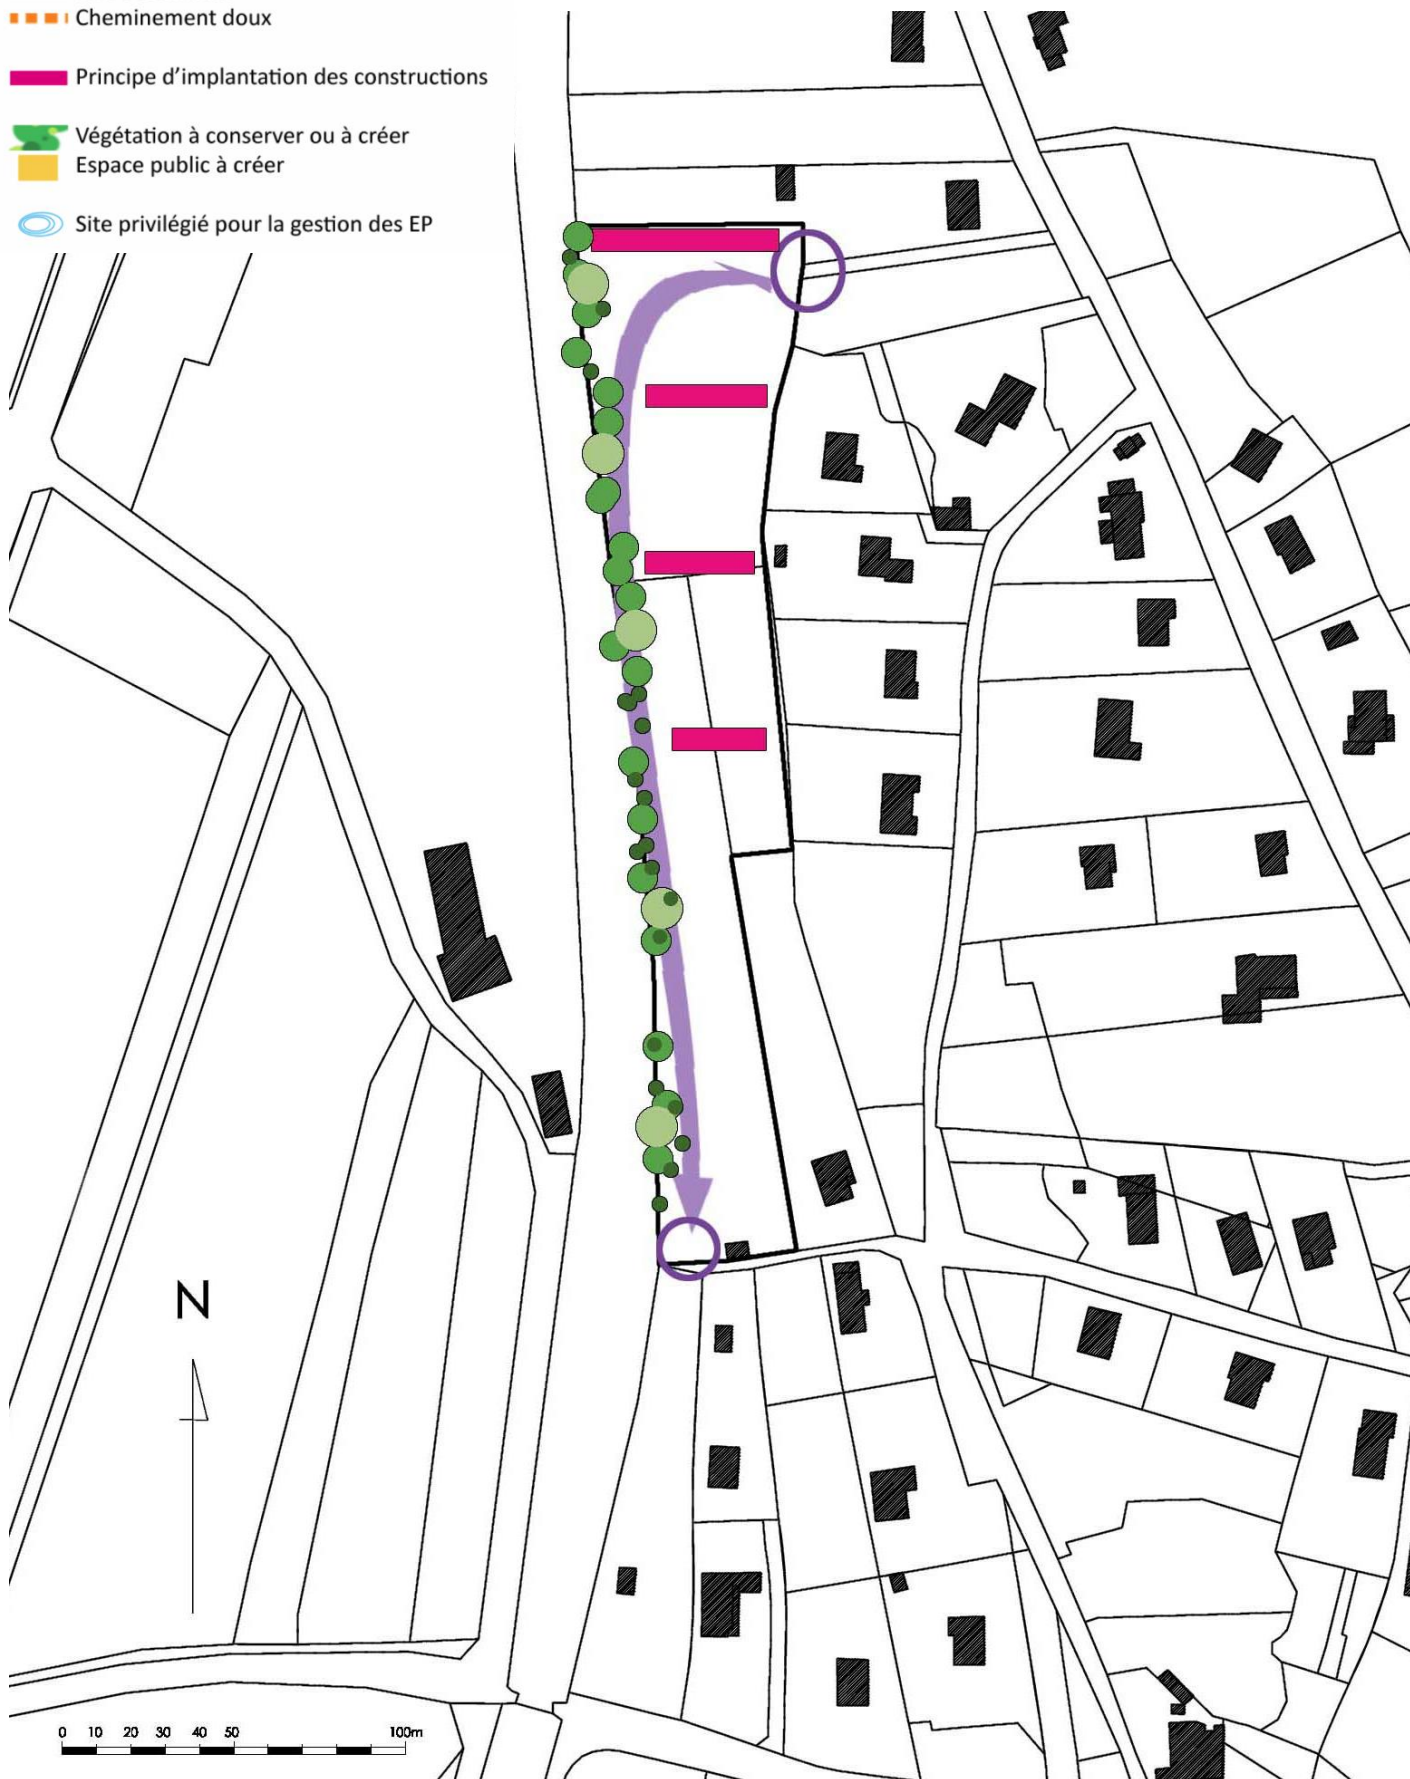 Cheminement doux
Principe d'implantation des constructions
Végétation à conserver ou à créer
Espace public à créer
Site privilégié pour la gestion des EP
N
0 10 20 30 40 50 100m